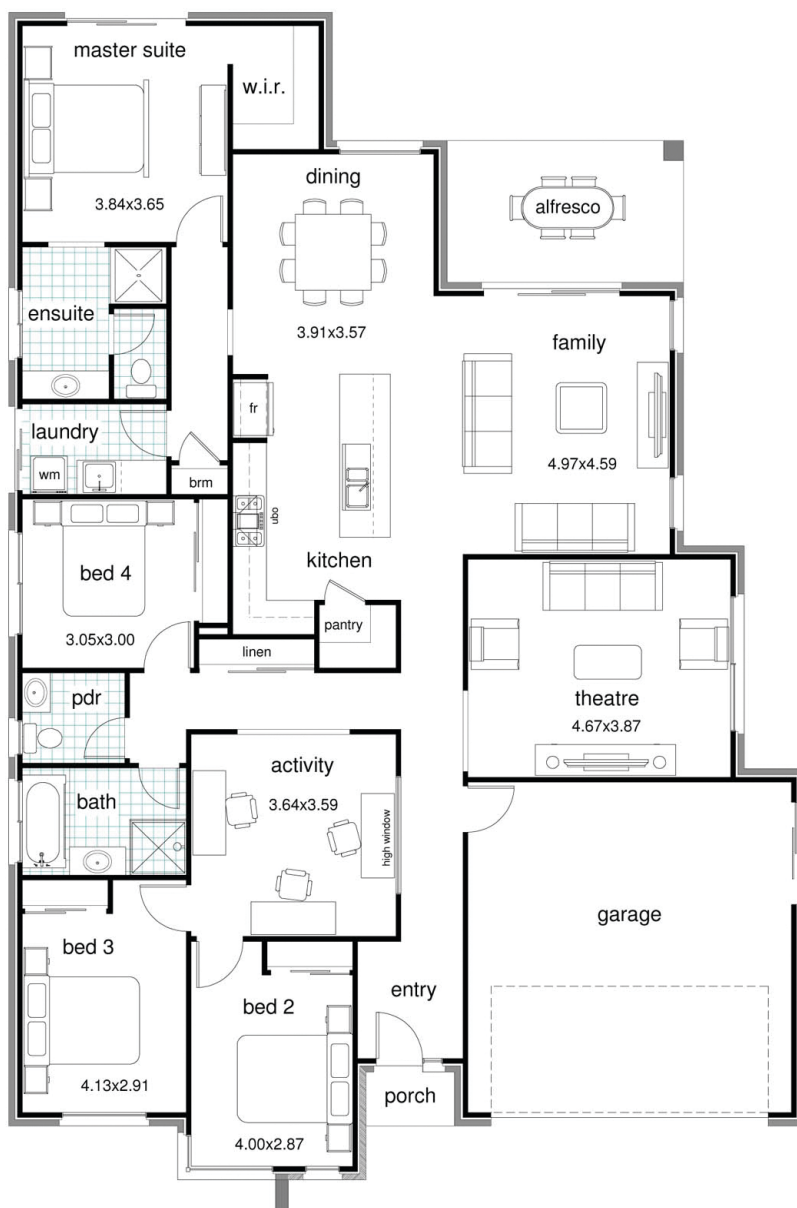 master suite
w.i.r.
3.84x3.65
dining
alfresco
3.91x3.57
ensuite
family
fr
4.97x4.59
laundry
wm
brm
ubo
kitchen
bed 4
3.05x3.00
pantry
linen
pdr
theatre
4.67x3.87
activity
3.64x3.59
high window
bath
garage
bed 3
4.13x2.91
bed 2
4.00x2.87
entry
porch